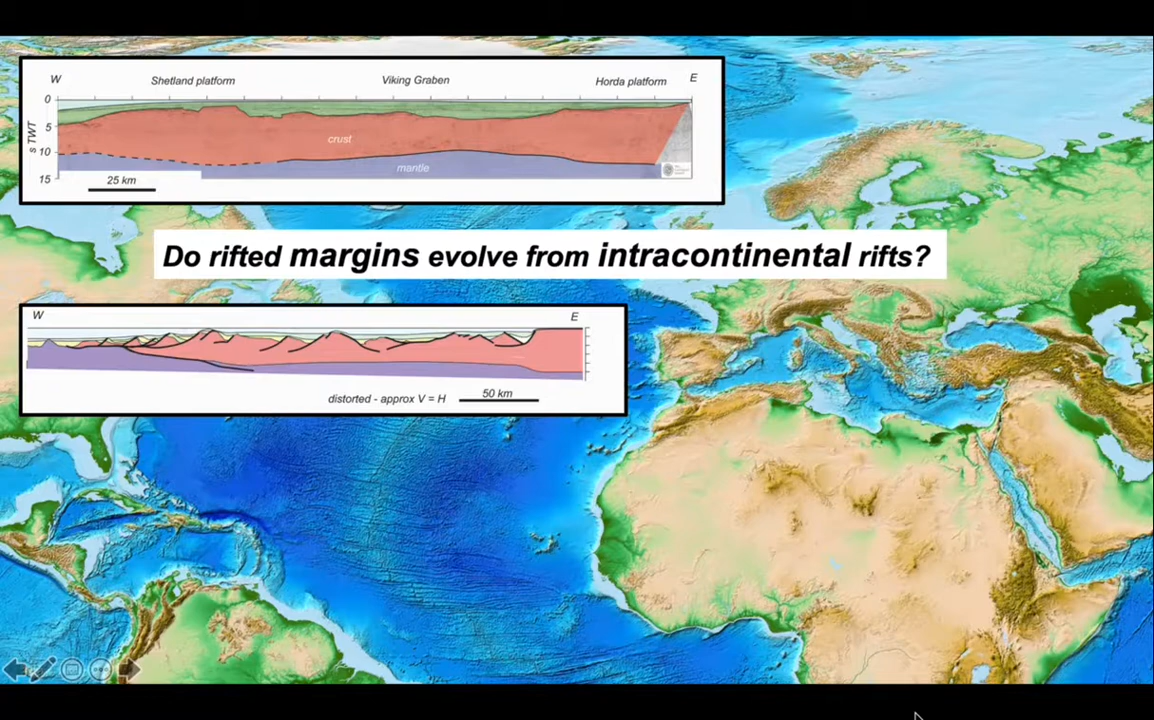 W Shetland platform Viking Graben Horda platform E
0
5
10
15
s TWT
crust
mantle
25 km
Do rifted margins evolve from intracontinental rifts?
W E
distorted - approx V = H 50 km